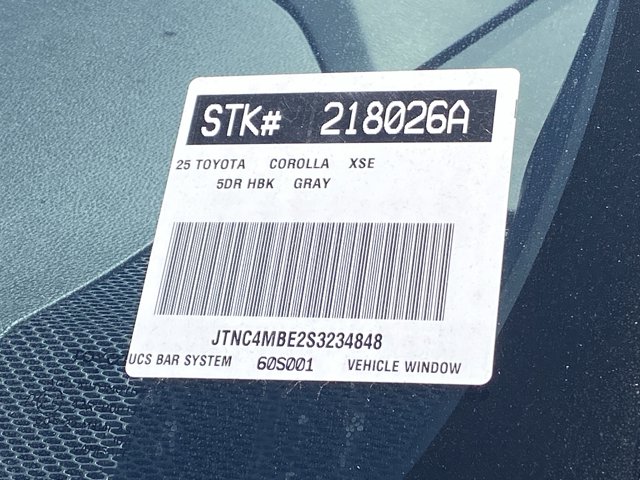 STK# 218026A
25 TOYOTA COROLLA XSE
5DR HBK GRAY
JTNC4MBE2S3234848
UCS BAR SYSTEM 60S001 VEHICLE WINDOW